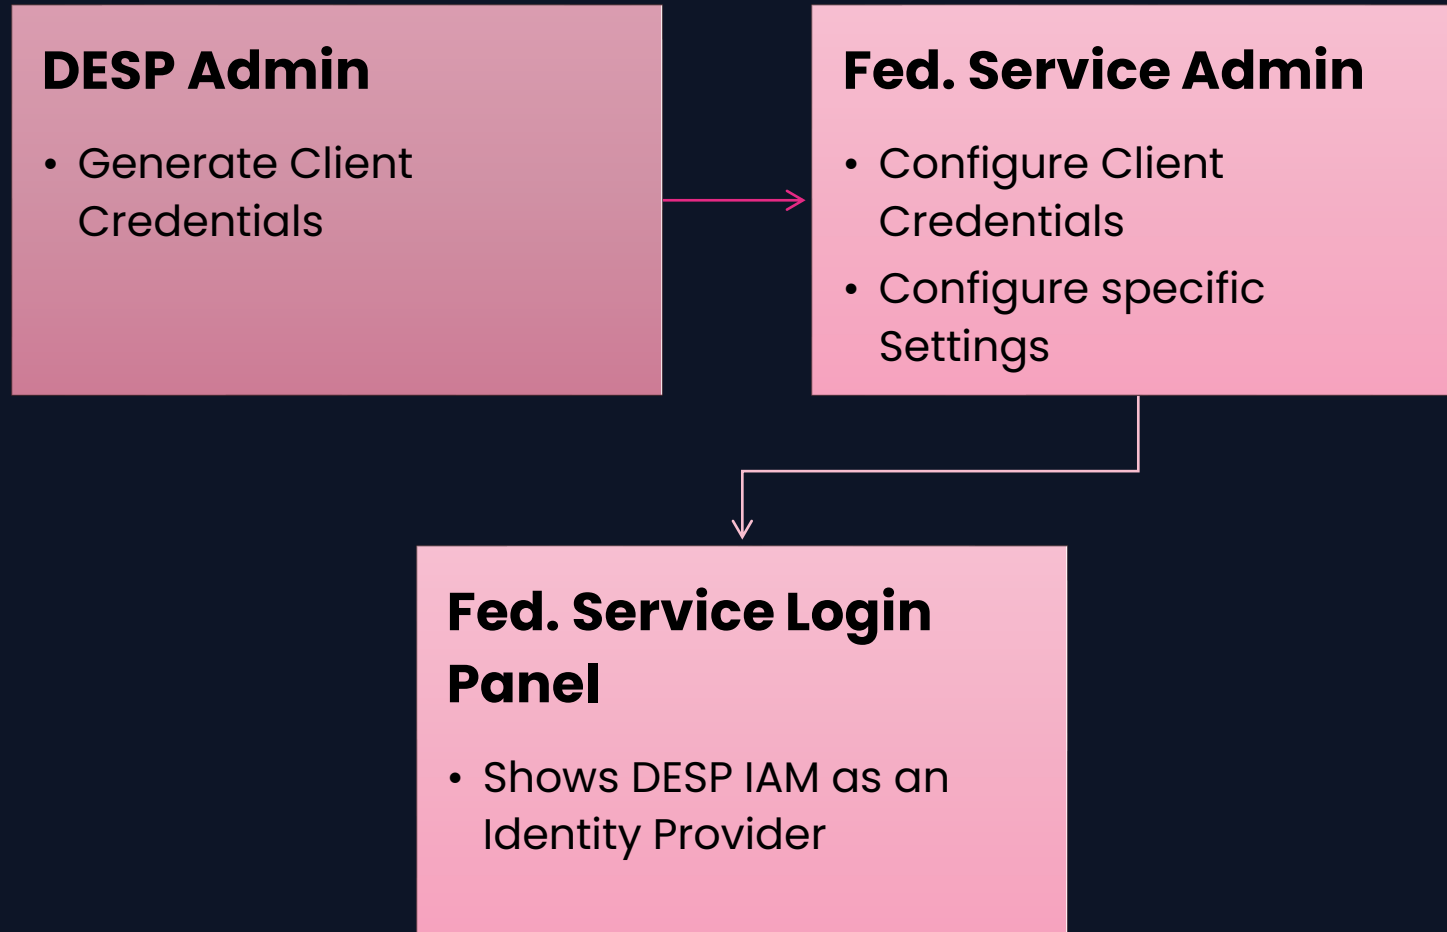 DESP Admin
• Generate Client
Credentials
Fed. Service Admin
• Configure Client
Credentials
• Configure specific
Settings
Fed. Service Login
Panel
• Shows DESP IAM as an
Identity Provider